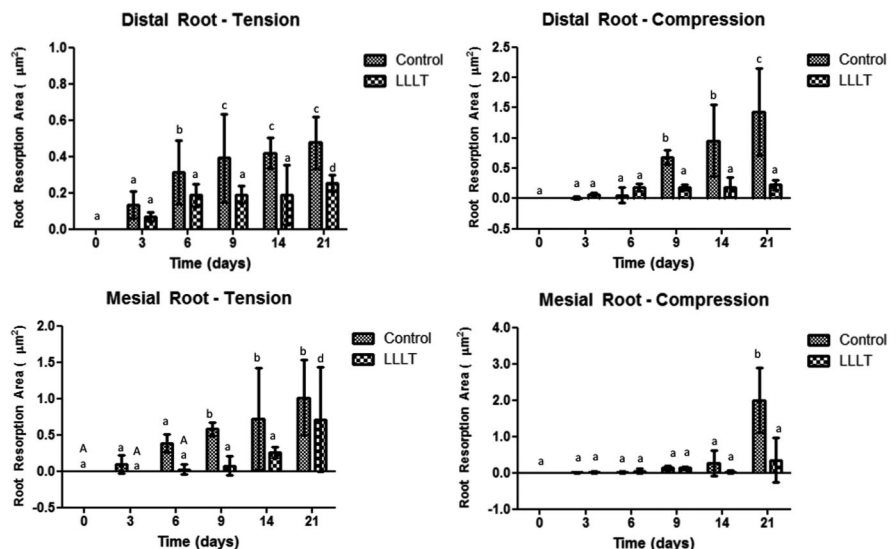 Distal Root - Tension
Root Resorption Area ( μm²)
1.0
0.8
0.6
0.4
0.2
0.0
a
a
a
b
a
c
a
c
a
c
d
0
3
6
9
14
21
Time (days)
Control
LLLT
Distal Root - Compression
Root Resorption Area ( μm²)
2.5
2.0
1.5
1.0
0.5
0.0
-0.5
a
a
a
a
a
b
a
b
a
c
a
0
3
6
9
14
21
Time (days)
Control
LLLT
Mesial Root - Tension
Root Resorption Area ( μm²)
2.0
1.5
1.0
0.5
0.0
-0.5
A
a
a
A
a
a
A
a
b
a
b
a
b
d
0
3
6
9
14
21
Time (days)
Control
LLLT
Mesial Root - Compression
Root Resorption Area ( μm²)
4.0
3.0
2.0
1.0
0.0
-1.0
a
a
a
a
a
a
a
a
a
b
a
0
3
6
9
14
21
Time (days)
Control
LLLT